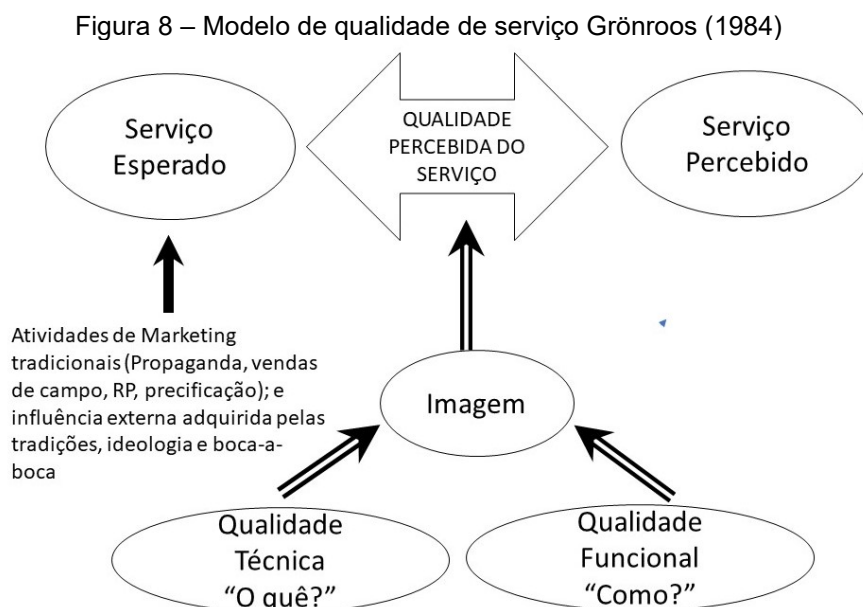 Figura 8 – Modelo de qualidade de serviço Grönroos (1984)
Serviço
Esperado
QUALIDADE
PERCEBIDA DO
SERVIÇO
Serviço
Percebido
Atividades de Marketing
tradicionais (Propaganda, vendas
de campo, RP, precificação); e
influência externa adquirida pelas
tradições, ideologia e boca-a-
boca
Imagem
Qualidade
Técnica
“O quê?”
Qualidade
Funcional
“Como?”